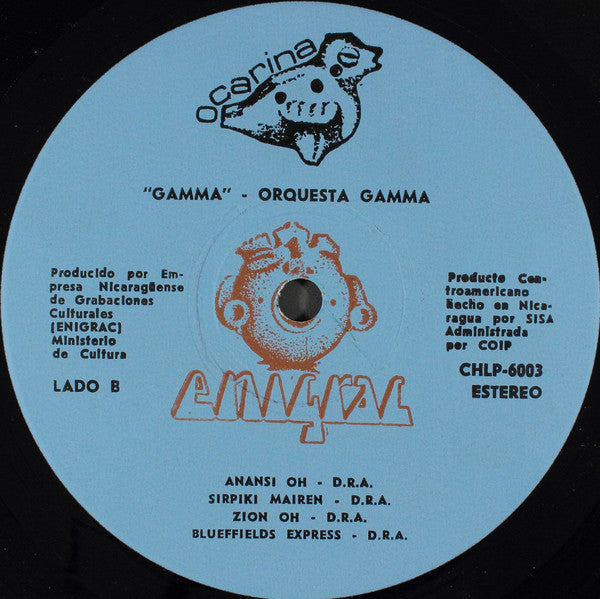 ocarina
"GAMMA" - ORQUESTA GAMMA
Producido por Em-
presa Nicaragüense
de Grabaciones
Culturales
(ENIGRAC)
Ministerio
de Cultura
LADO B
Producto Cen-
troamericano
hecho en Nica-
ragua por SISA
Administrada
por COIP
CHLP-6003
ESTEREO
enigrac
ANANSI OH - D.R.A.
SIRPIKI MAIREN - D.R.A.
ZION OH - D.R.A.
BLUEFFIELDS EXPRESS - D.R.A.